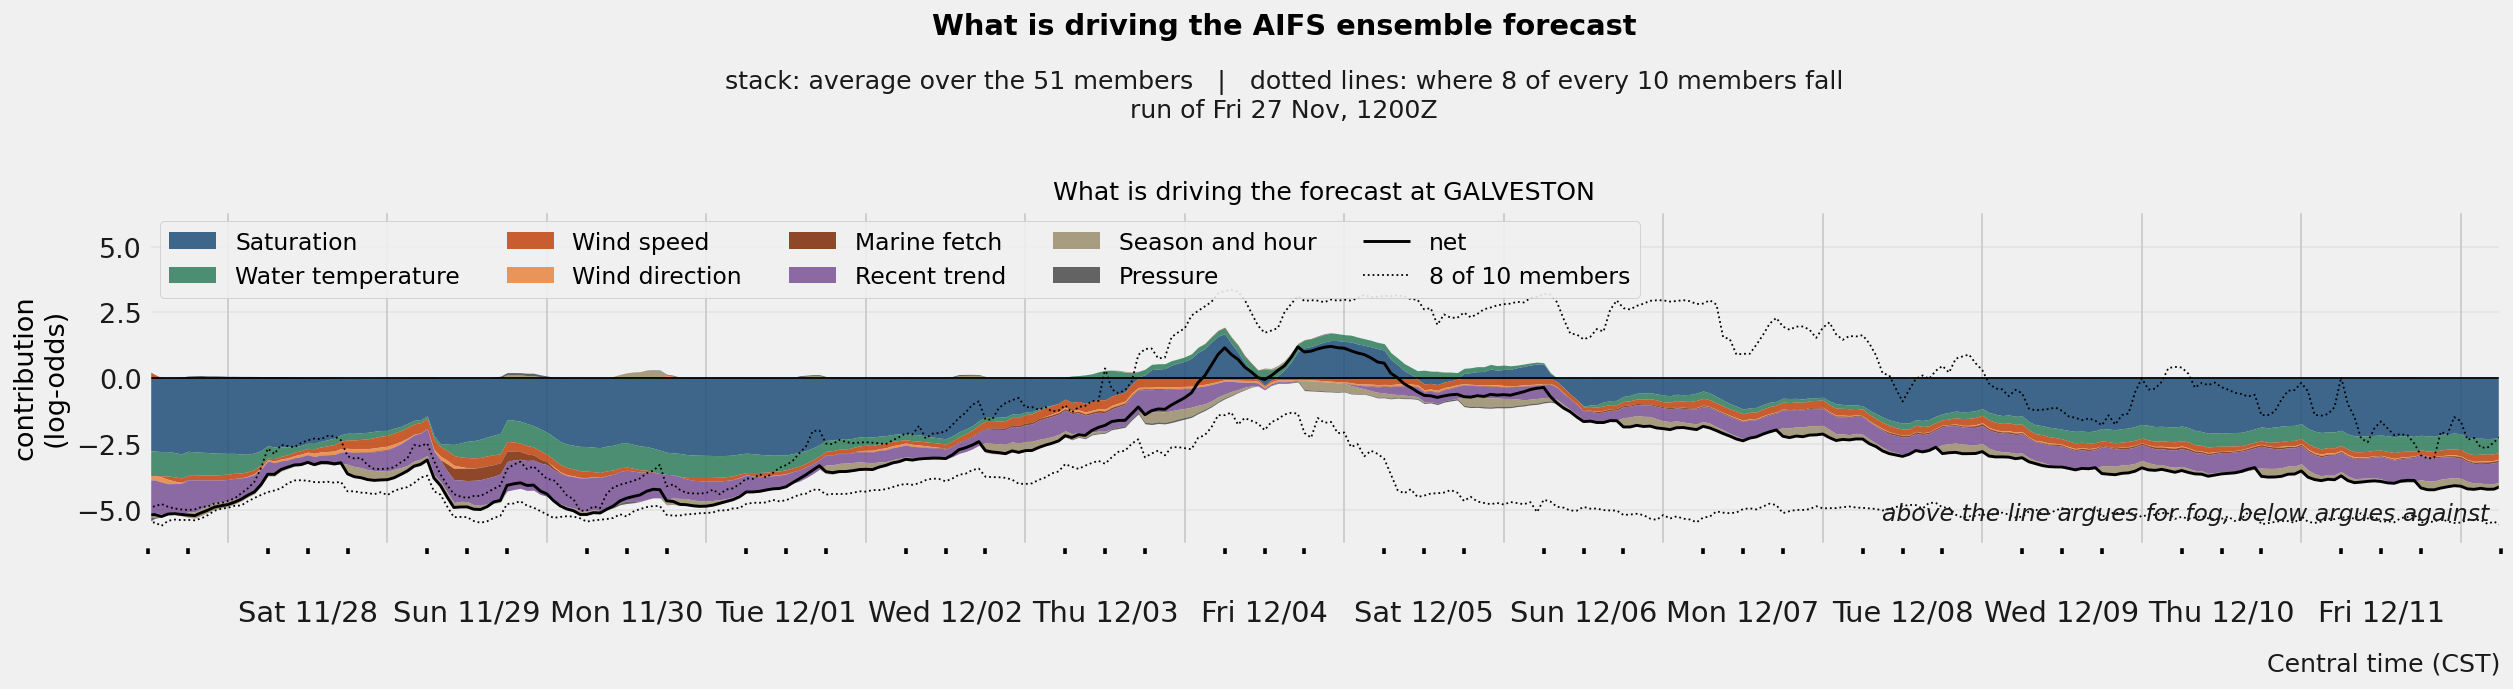 What is driving the AIFS ensemble forecast
stack: average over the 51 members | dotted lines: where 8 of every 10 members fall
run of Fri 27 Nov, 1200Z
What is driving the forecast at GALVESTON
Saturation Wind speed Marine fetch Season and hour net
Water temperature Wind direction Recent trend Pressure 8 of 10 members
contribution
(log-odds)
5.0
2.5
0.0
−2.5
−5.0
above the line argues for fog, below argues against
Sat 11/28 Sun 11/29 Mon 11/30 Tue 12/01 Wed 12/02 Thu 12/03 Fri 12/04 Sat 12/05 Sun 12/06 Mon 12/07 Tue 12/08 Wed 12/09 Thu 12/10 Fri 12/11
Central time (CST)